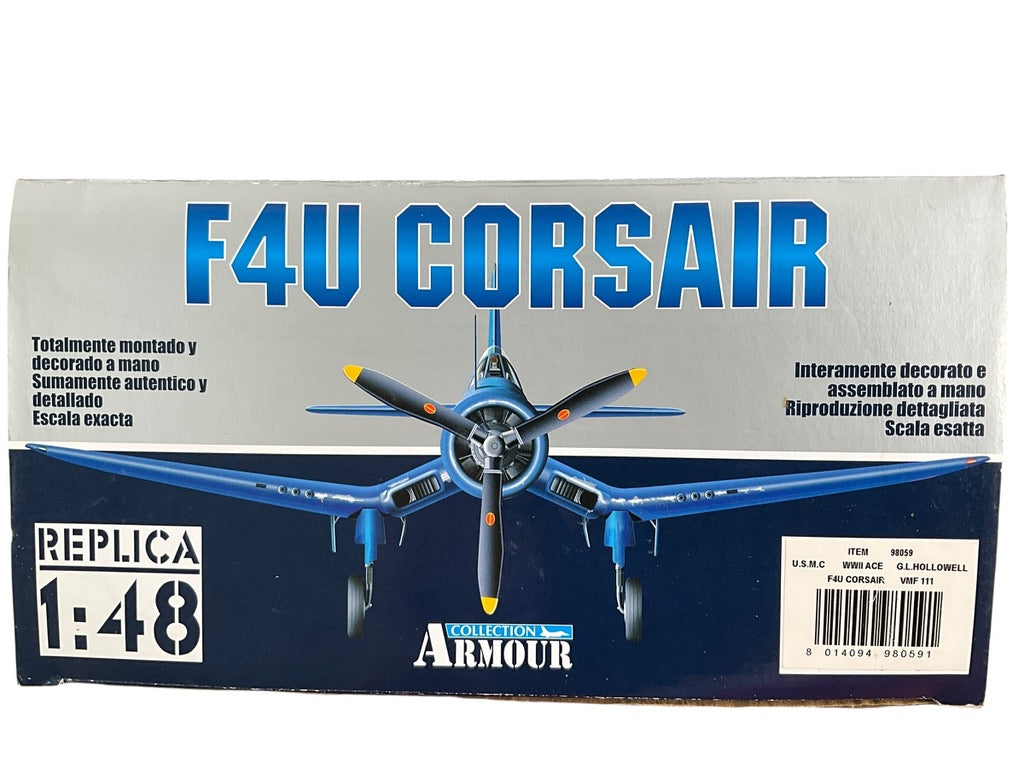 F4U CORSAIR
Totalmente montado y
decorado a mano
Sumamente autentico y
detallado
Escala exacta
Interamente decorato e
assemblato a mano
Riproduzione dettagliata
Scala esatta
REPLICA
1:48
COLLECTION
ARMOUR
ITEM 98059
U.S.M.C WWII ACE G.L.HOLLOWELL
F4U CORSAIR VMF 111
8 014094 980591